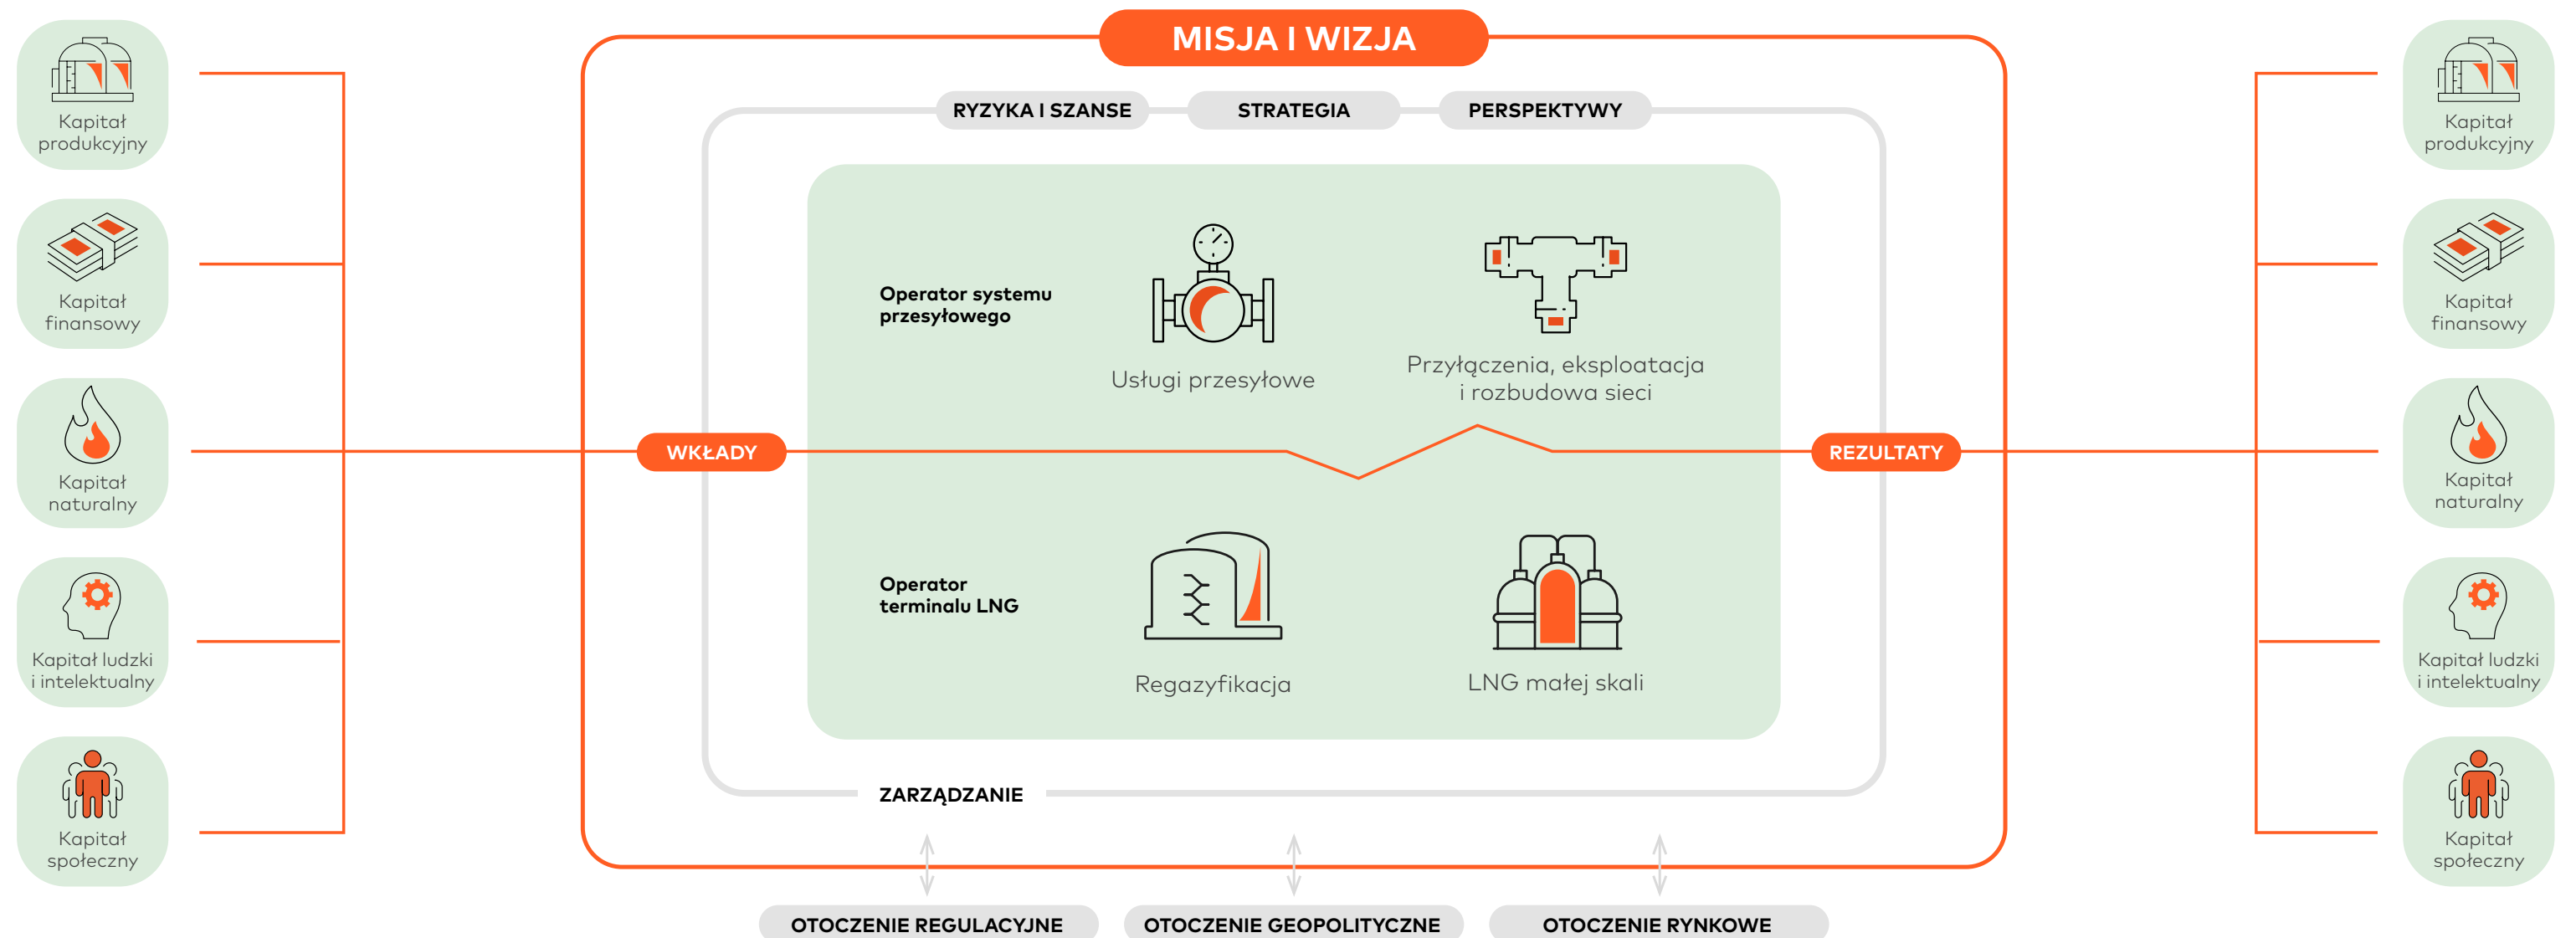 MISJA I WIZJA
RYZYKA I SZANSE
STRATEGIA
PERSPEKTYWY
Kapitał
produkcyjny
Kapitał
finansowy
Kapitał
naturalny
Kapitał ludzki
i intelektualny
Kapitał
społeczny
WKŁADY
Operator systemu
przesyłowego
Usługi przesyłowe
Przyłączenia, eksploatacja
i rozbudowa sieci
Operator
terminalu LNG
Regazyfikacja
LNG małej skali
REZULTATY
ZARZĄDZANIE
OTOCZENIE REGULACYJNE
OTOCZENIE GEOPOLITYCZNE
OTOCZENIE RYNKOWE
Kapitał
produkcyjny
Kapitał
finansowy
Kapitał
naturalny
Kapitał ludzki
i intelektualny
Kapitał
społeczny